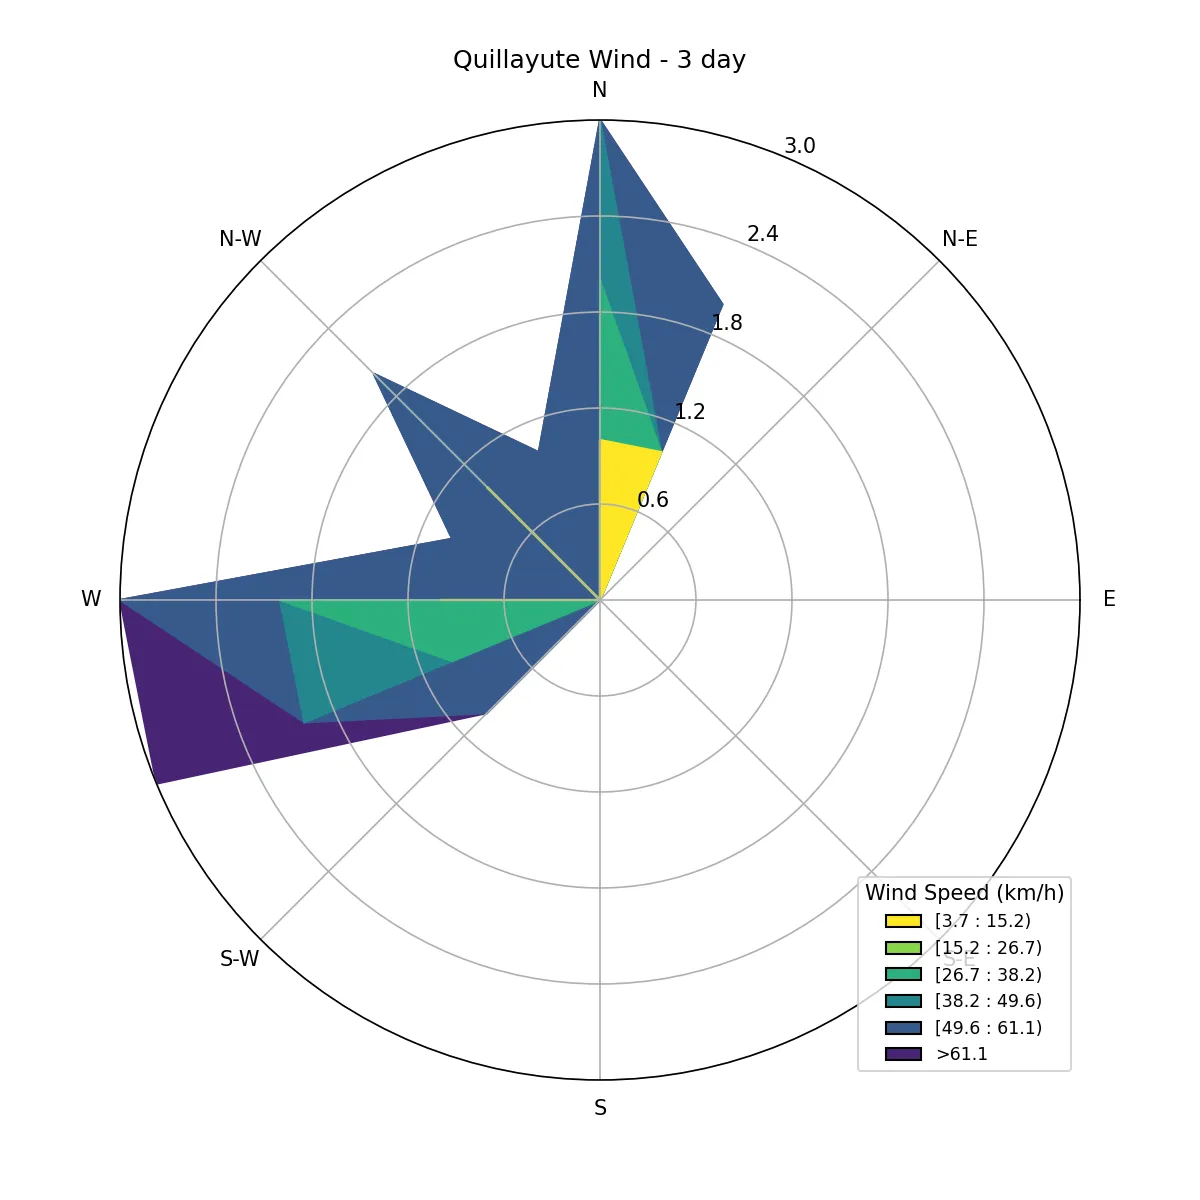 Quillayute Wind - 3 day
N
3.0
N-W
2.4
N-E
1.8
1.2
0.6
W
E
S-W
S-E
S
Wind Speed (km/h)
[3.7 : 15.2)
[15.2 : 26.7)
[26.7 : 38.2)
[38.2 : 49.6)
[49.6 : 61.1)
>61.1